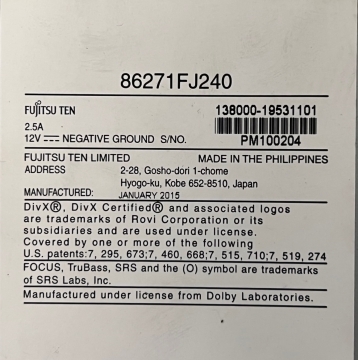 86271FJ240
FUJITSU TEN 138000-19531101
2.5A
12V ⎓ NEGATIVE GROUND S/NO. PM100204
FUJITSU TEN LIMITED MADE IN THE PHILIPPINES
ADDRESS 2-28, Gosho-dori 1-chome
Hyogo-ku, Kobe 652-8510, Japan
MANUFACTURED: JANUARY 2015
DivX®, DivX Certified® and associated logos
are trademarks of Rovi Corporation or its
subsidiaries and are used under license.
Covered by one or more of the following
U.S. patents:7, 295, 673;7, 460, 668;7, 515, 710;7, 519, 274
FOCUS, TruBass, SRS and the (O) symbol are trademarks
of SRS Labs, Inc.
Manufactured under license from Dolby Laboratories.